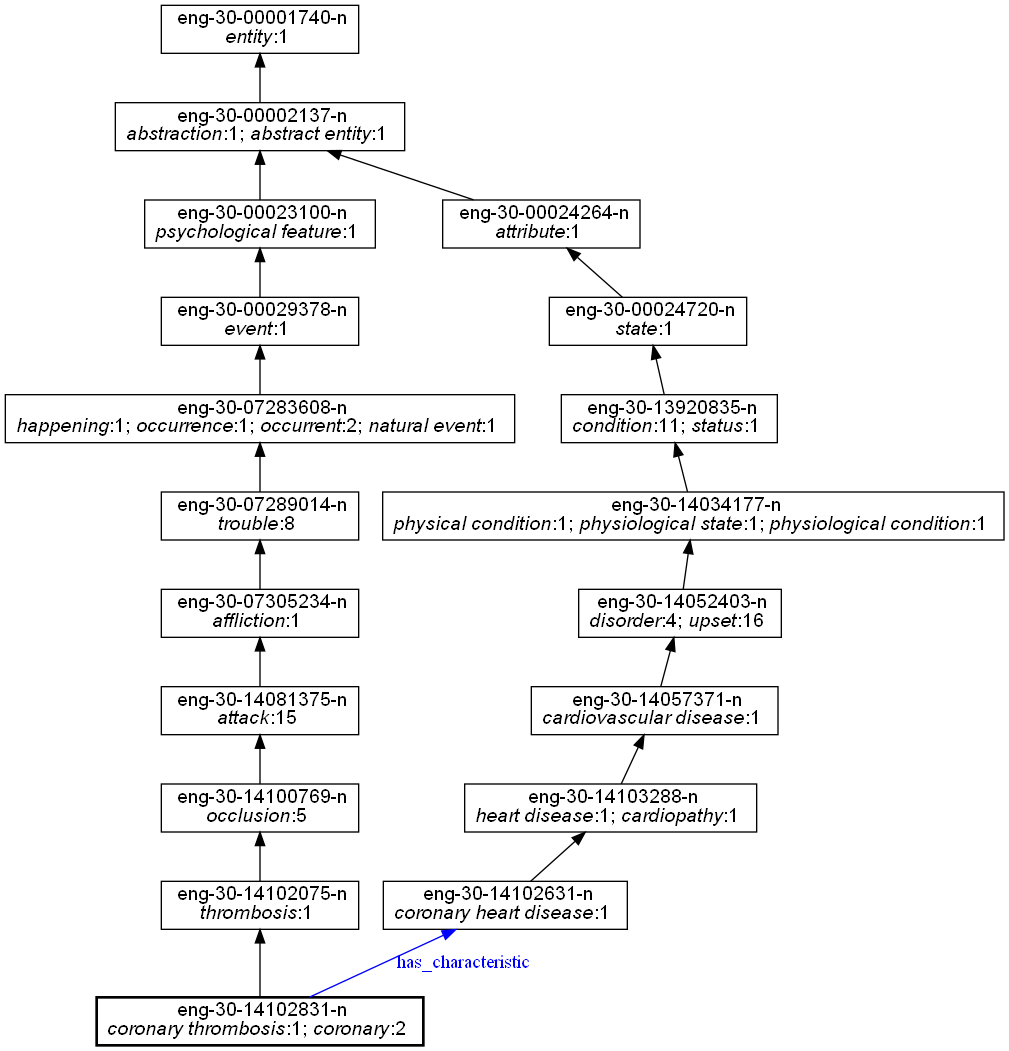 eng-30-00001740-n
entity:1
eng-30-00002137-n
abstraction:1; abstract entity:1
eng-30-00023100-n
psychological feature:1
eng-30-00024264-n
attribute:1
eng-30-00029378-n
event:1
eng-30-00024720-n
state:1
eng-30-07283608-n
happening:1; occurrence:1; occurrent:2; natural event:1
eng-30-13920835-n
condition:11; status:1
eng-30-07289014-n
trouble:8
eng-30-14034177-n
physical condition:1; physiological state:1; physiological condition:1
eng-30-07305234-n
affliction:1
eng-30-14052403-n
disorder:4; upset:16
eng-30-14081375-n
attack:15
eng-30-14057371-n
cardiovascular disease:1
eng-30-14100769-n
occlusion:5
eng-30-14103288-n
heart disease:1; cardiopathy:1
eng-30-14102075-n
thrombosis:1
eng-30-14102631-n
coronary heart disease:1
has_characteristic
eng-30-14102831-n
coronary thrombosis:1; coronary:2